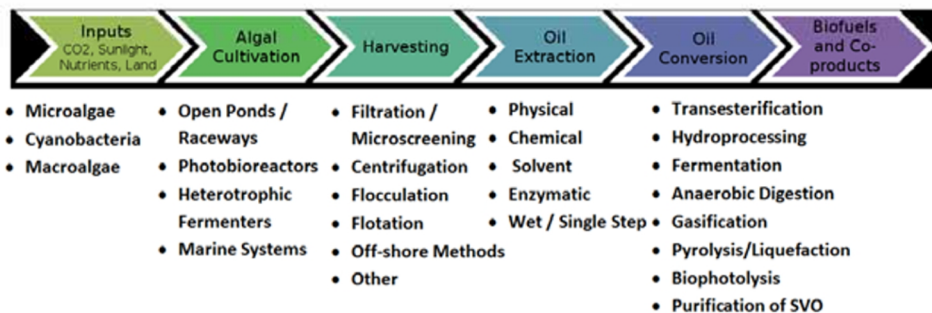 Inputs
CO2, Sunlight,
Nutrients, Land
Algal
Cultivation
Harvesting
Oil
Extraction
Oil
Conversion
Biofuels
and Co-
products
• Microalgae
• Cyanobacteria
• Macroalgae
• Open Ponds /
Raceways
• Photobioreactors
• Heterotrophic
Fermenters
• Marine Systems
• Filtration /
Microscreening
• Centrifugation
• Flocculation
• Flotation
• Off-shore Methods
• Other
• Physical
• Chemical
• Solvent
• Enzymatic
• Wet / Single Step
• Transesterification
• Hydroprocessing
• Fermentation
• Anaerobic Digestion
• Gasification
• Pyrolysis/Liquefaction
• Biophotolysis
• Purification of SVO